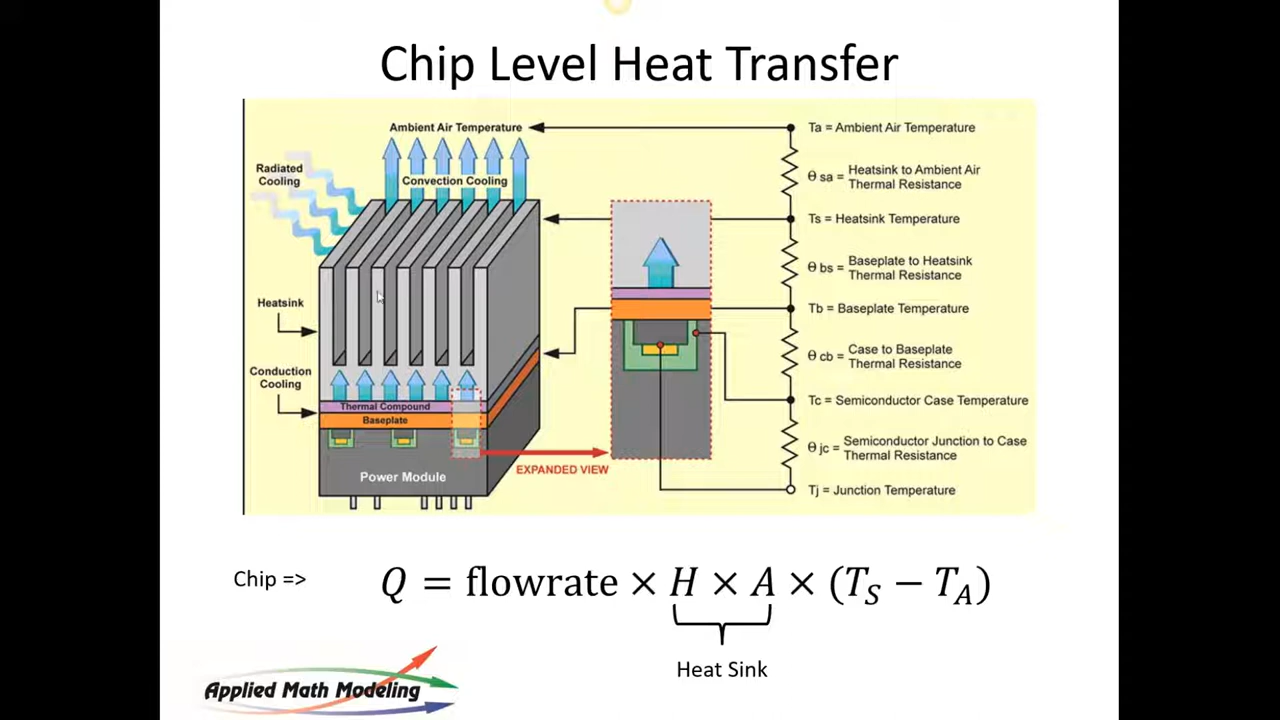 Chip Level Heat Transfer
Ambient Air Temperature
Radiated
Cooling
Convection Cooling
Heatsink
Conduction
Cooling
Thermal Compound
Baseplate
Power Module
EXPANDED VIEW
Ta = Ambient Air Temperature
Θ sa = Heatsink to Ambient Air
Thermal Resistance
Ts = Heatsink Temperature
Θ bs = Baseplate to Heatsink
Thermal Resistance
Tb = Baseplate Temperature
Θ cb = Case to Baseplate
Thermal Resistance
Tc = Semiconductor Case Temperature
Θ jc = Semiconductor Junction to Case
Thermal Resistance
Tj = Junction Temperature
Chip => Q = flowrate × H × A × (T_S − T_A)
Heat Sink
Applied Math Modeling